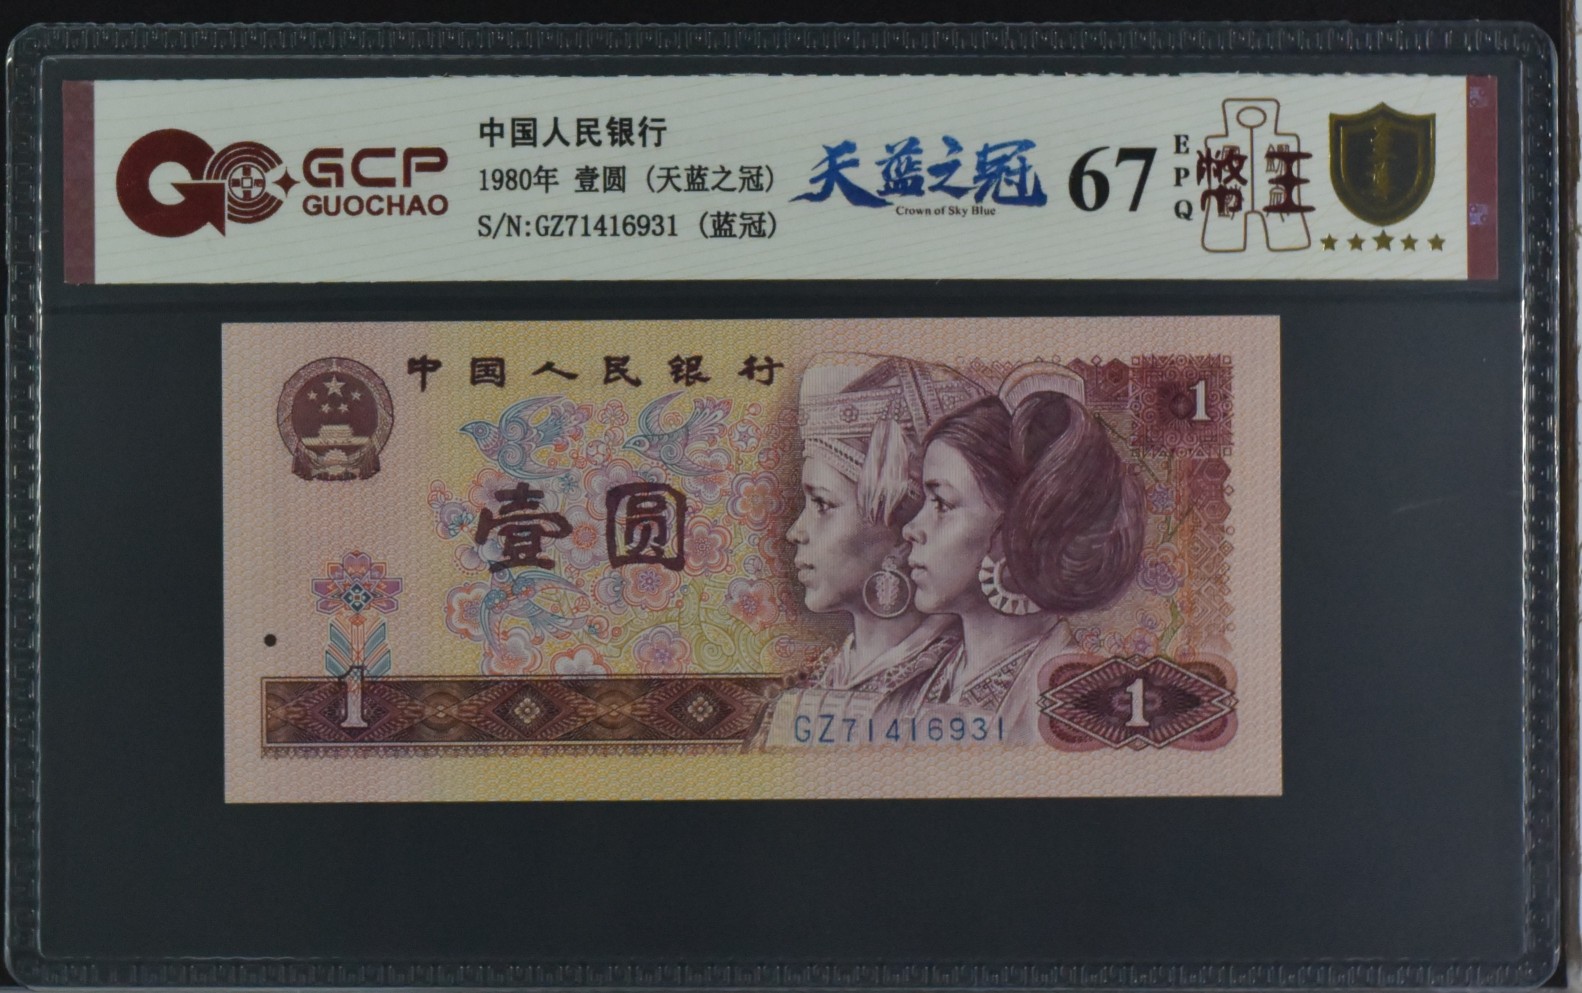 GCP
GUOCHAO
中国人民银行
1980年 壹圆 (天蓝之冠)
S/N:GZ71416931 (蓝冠)
天蓝之冠
Crown of Sky Blue
67
EPQ
中国人民银行
1
壹圆
1
GZ71416931
1